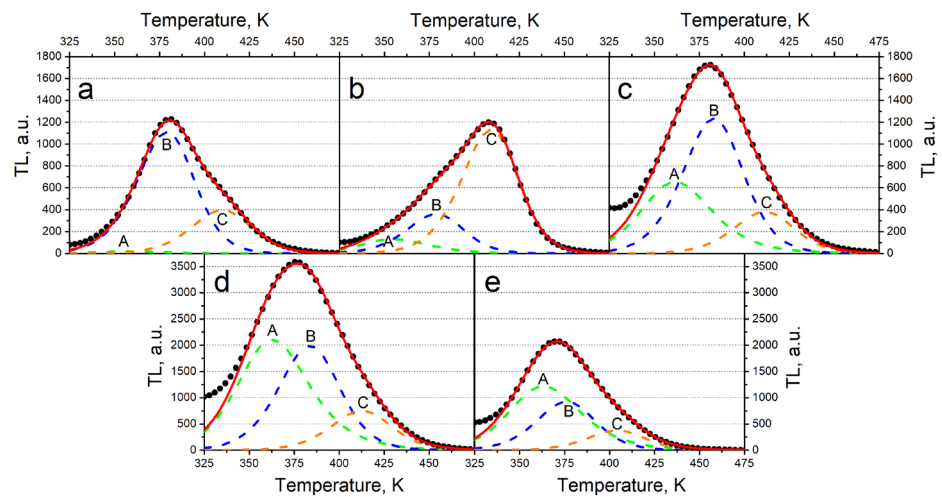 Temperature, K Temperature, K
325 350 375 400 425 450 325 350 375 400 425 450 325 350 375 400 425 450 475
1800 a b c 1800
1600 1600
1400 1400
1200 1200
1000 1000
800 800
600 600
400 400
200 200
0 0
TL, a.u. TL, a.u.
A B C
A B C
A B C
3500 d e 3500
3000 3000
2500 2500
2000 2000
1500 1500
1000 1000
500 500
0 0
TL, a.u. TL, a.u.
A B C
A B C
325 350 375 400 425 450 325 350 375 400 425 450 475
Temperature, K Temperature, K